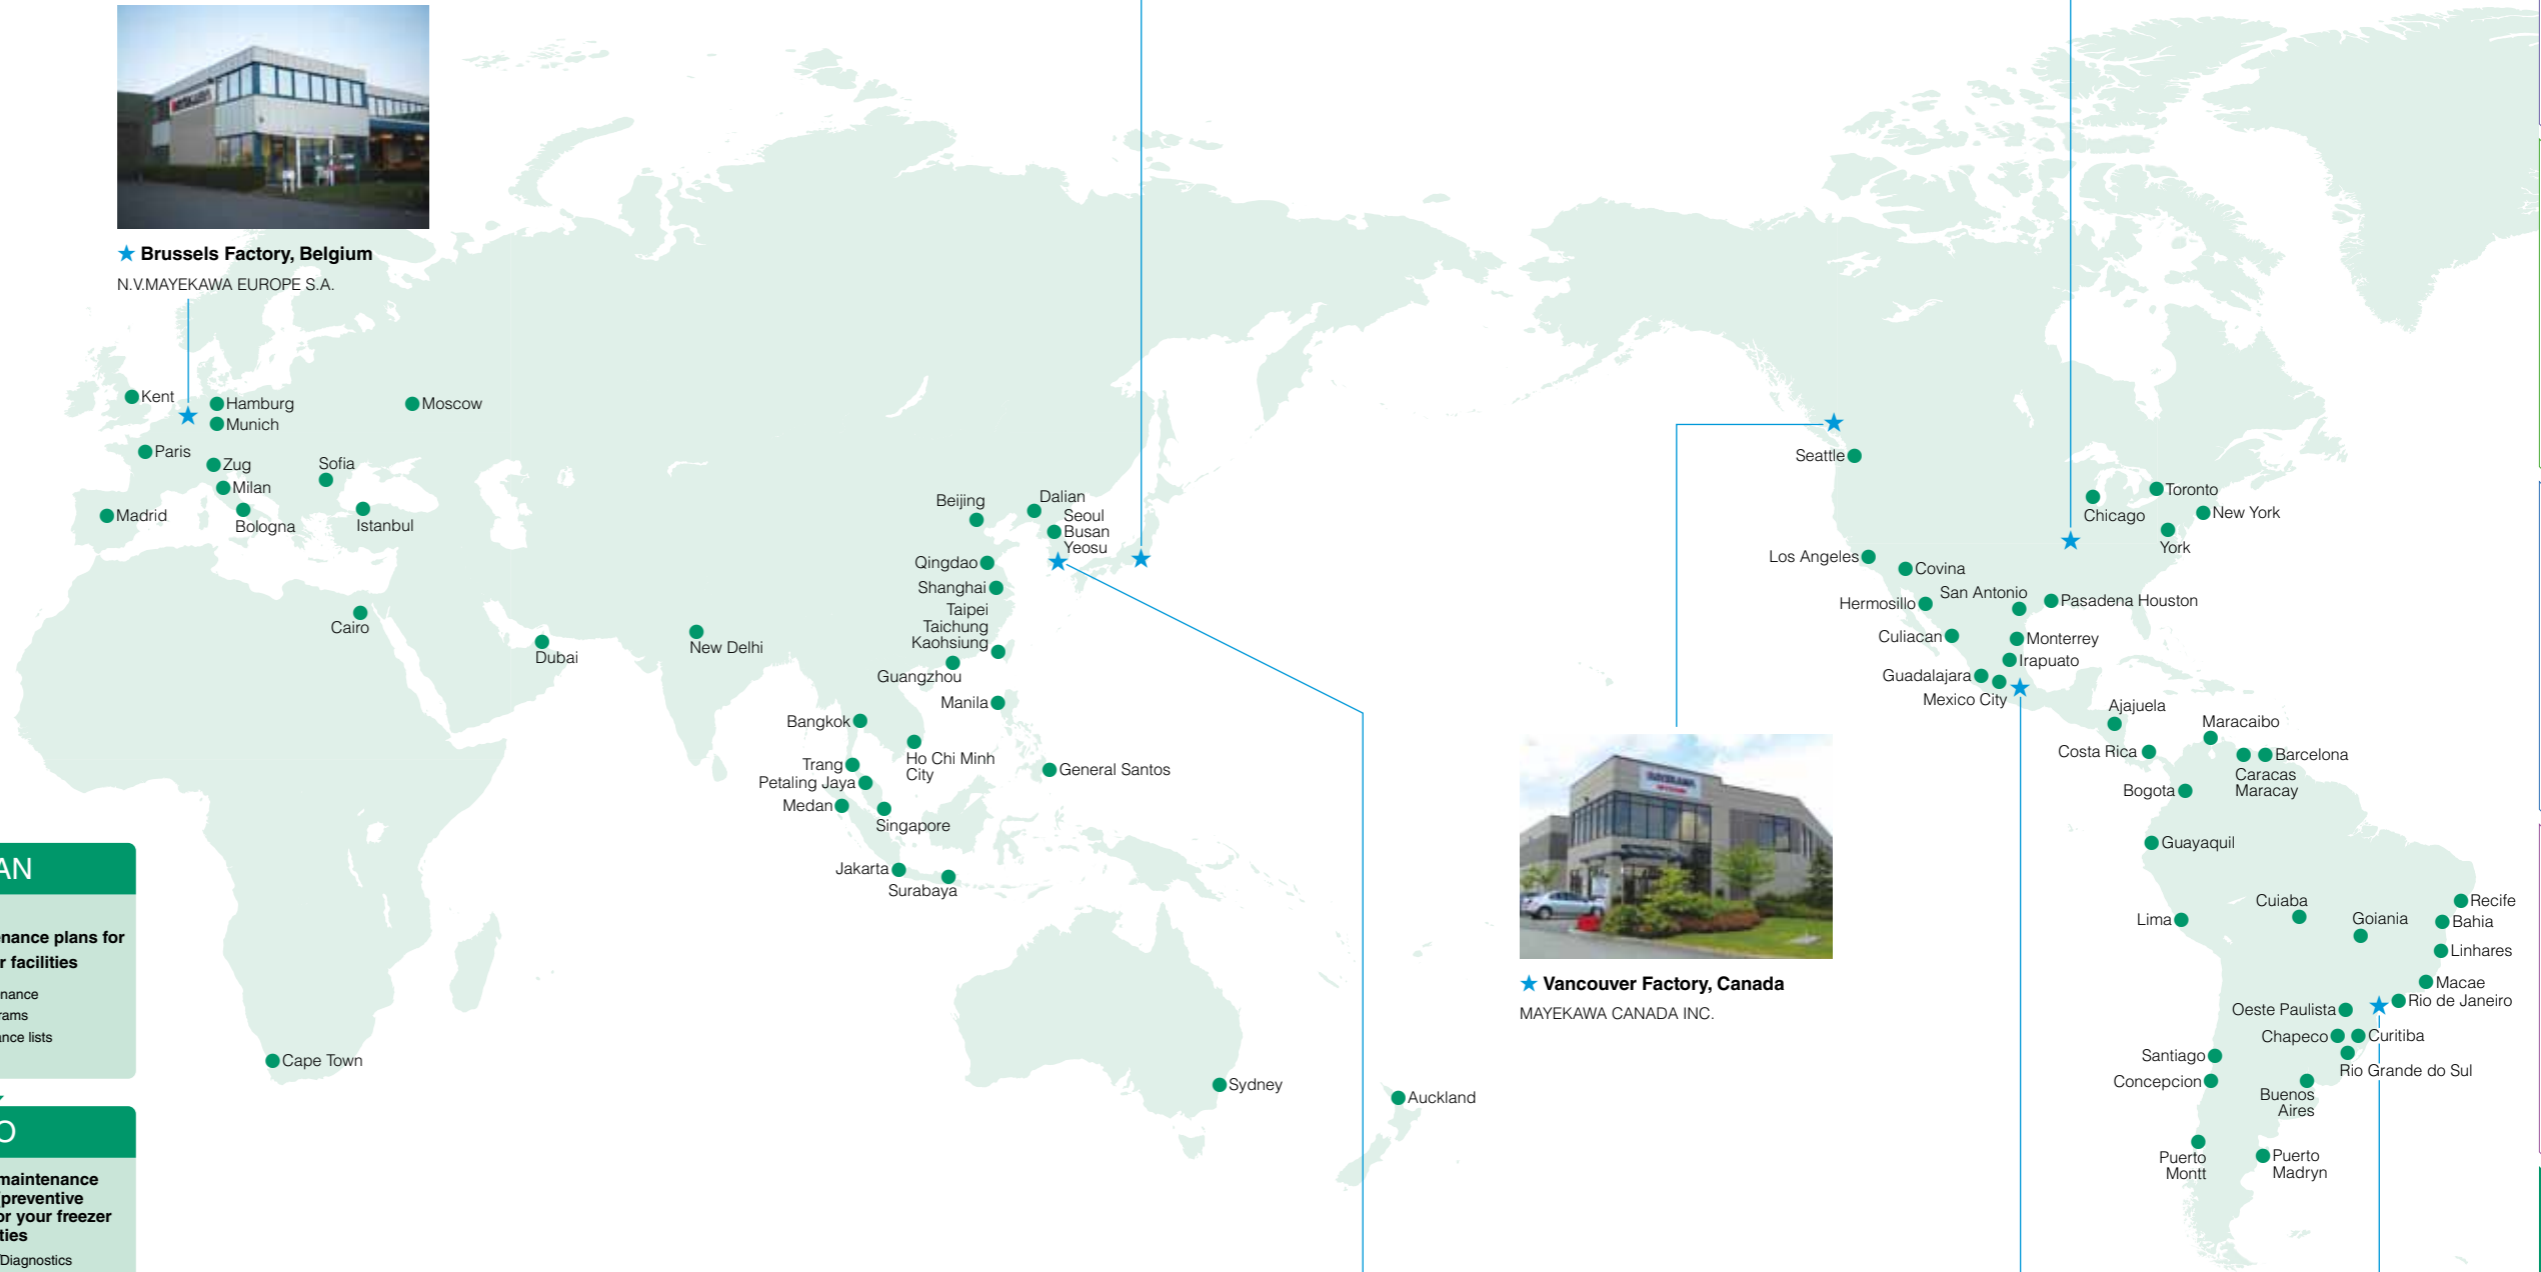 ★ Brussels Factory, Belgium
N.V.MAYEKAWA EUROPE S.A.
Kent
Hamburg
Munich
Moscow
Paris
Zug
Sofia
Milan
Madrid
Bologna
Istanbul
Cairo
Dubai
New Delhi
Cape Town
Beijing
Dalian
Seoul
Busan
Yeosu
Qingdao
Shanghai
Taipei
Taichung
Kaohsiung
Guangzhou
Manila
Bangkok
Ho Chi Minh
City
Trang
Petaling Jaya
Medan
Singapore
General Santos
Jakarta
Surabaya
Sydney
Auckland
★ Vancouver Factory, Canada
MAYEKAWA CANADA INC.
Seattle
Toronto
Chicago
New York
York
Los Angeles
Covina
San Antonio
Hermosillo
Pasadena Houston
Culiacan
Monterrey
Irapuato
Guadalajara
Mexico City
Ajajuela
Maracaibo
Costa Rica
Barcelona
Caracas
Maracay
Bogota
Guayaquil
Cuiaba
Recife
Lima
Goiania
Bahia
Linhares
Macae
Rio de Janeiro
Oeste Paulista
Chapeco
Curitiba
Santiago
Rio Grande do Sul
Concepcion
Buenos
Aires
Puerto
Montt
Puerto
Madryn
AN
enance plans for
r facilities
nance
rams
ance lists
O
maintenance
(preventive
or your freezer
ties
/Diagnostics